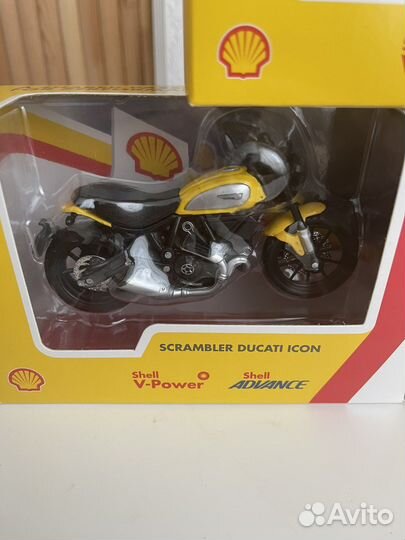 SCRAMBLER DUCATI ICON
Shell
V-Power
Shell
ADVANCE
Avito